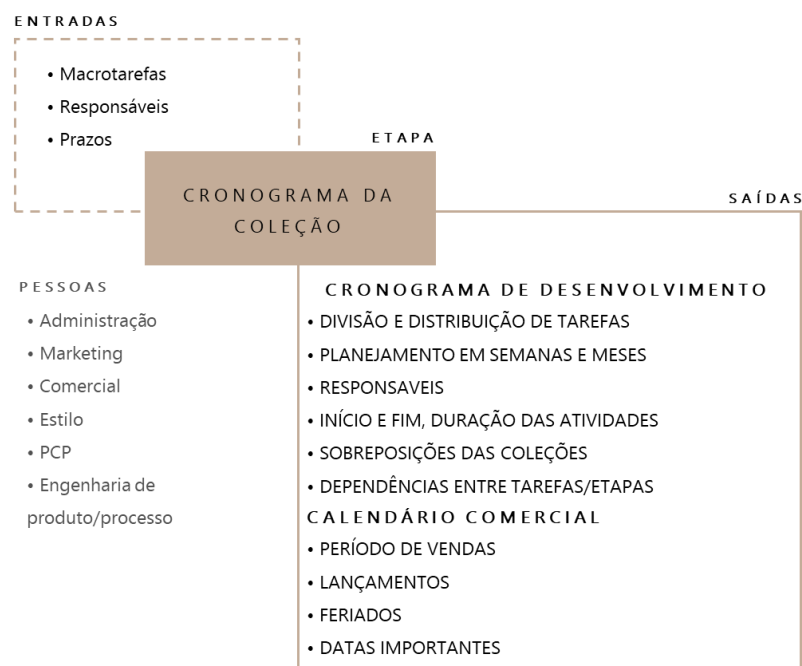 ENTRADAS
• Macrotarefas
• Responsáveis
• Prazos
ETAPA
CRONOGRAMA DA
COLEÇÃO
SAÍDAS
PESSOAS
• Administração
• Marketing
• Comercial
• Estilo
• PCP
• Engenharia de
produto/processo
CRONOGRAMA DE DESENVOLVIMENTO
• DIVISÃO E DISTRIBUIÇÃO DE TAREFAS
• PLANEJAMENTO EM SEMANAS E MESES
• RESPONSAVEIS
• INÍCIO E FIM, DURAÇÃO DAS ATIVIDADES
• SOBREPOSIÇÕES DAS COLEÇÕES
• DEPENDÊNCIAS ENTRE TAREFAS/ETAPAS
CALENDÁRIO COMERCIAL
• PERÍODO DE VENDAS
• LANÇAMENTOS
• FERIADOS
• DATAS IMPORTANTES